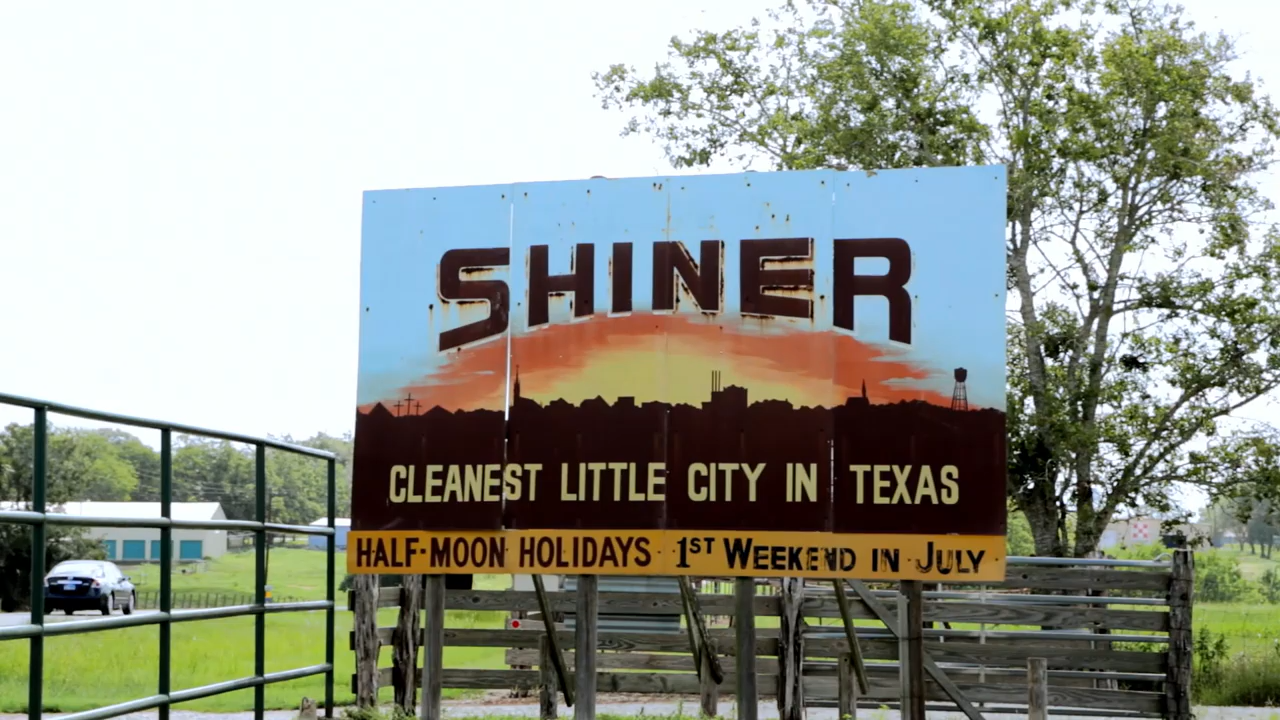 SHINER
CLEANEST LITTLE CITY IN TEXAS
HALF-MOON HOLIDAYS 1ST WEEKEND IN JULY